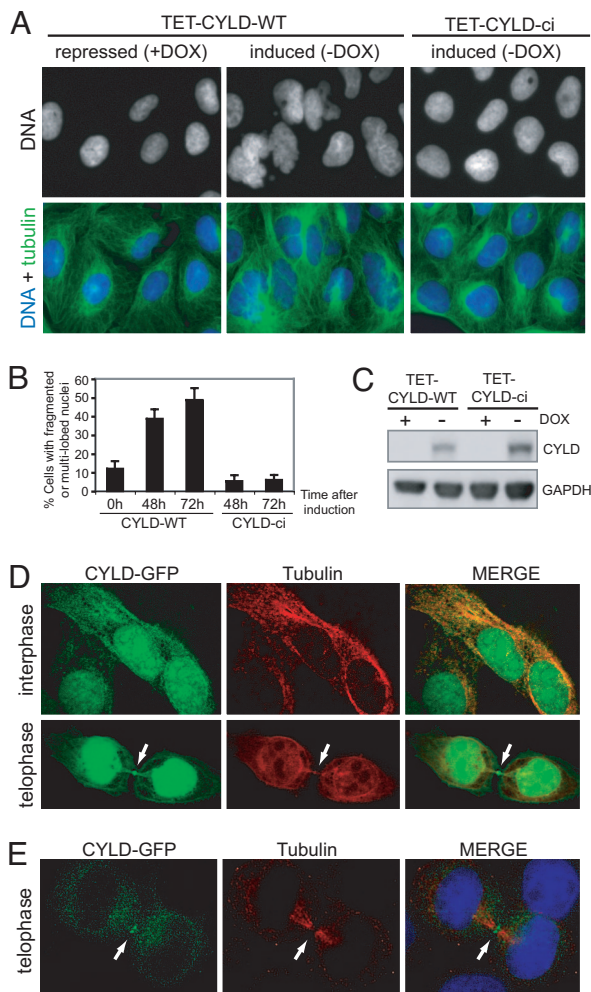 A
TET-CYLD-WT
TET-CYLD-ci
repressed (+DOX)
induced (-DOX)
induced (-DOX)
DNA
DNA + tubulin
B
% Cells with fragmented
or multi-lobed nuclei
60
50
40
30
20
10
0
0h
48h
72h
48h
72h
CYLD-WT
CYLD-ci
Time after
induction
C
TET-
CYLD-WT
TET-
CYLD-ci
+
-
+
-
DOX
CYLD
GAPDH
D
CYLD-GFP
Tubulin
MERGE
interphase
telophase
E
CYLD-GFP
Tubulin
MERGE
telophase